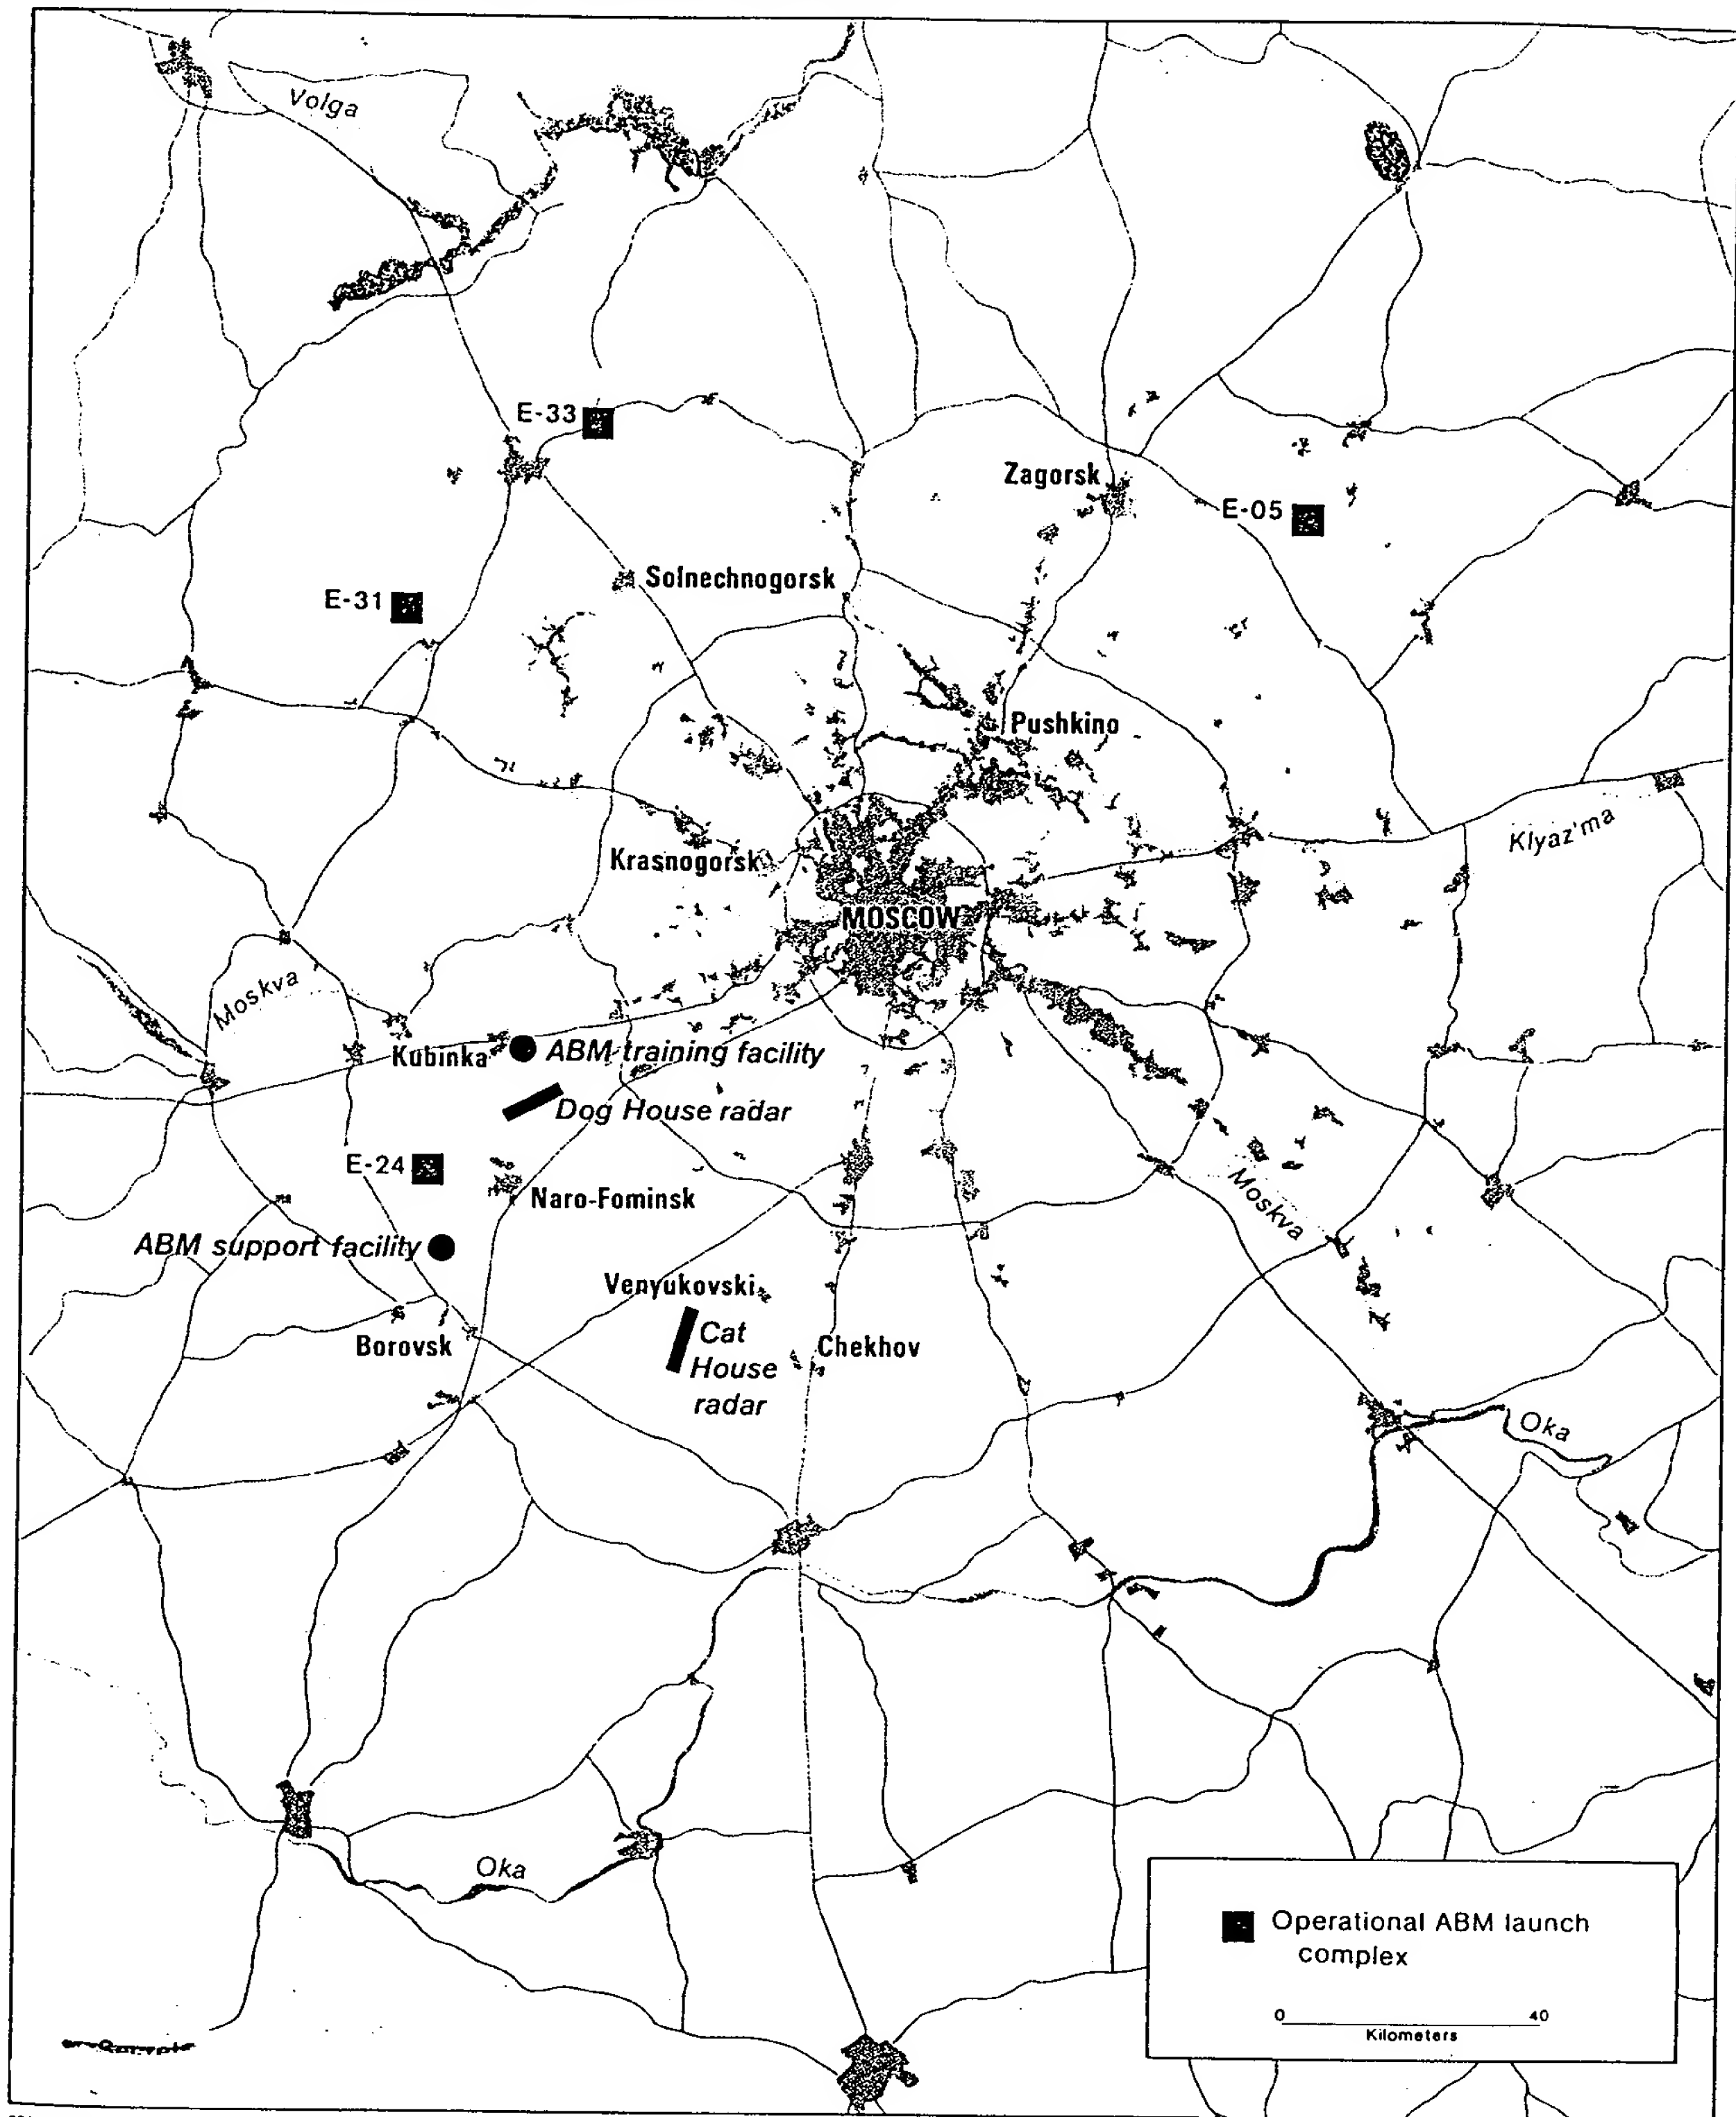 Volga
E-33
Zagorsk
E-05
Solnechnogorsk
E-31
Pushkino
Klyaz'ma
Krasnogorsk
MOSCOW
Moskva
Kubinka
ABM training facility
Dog House radar
E-24
Naro-Fominsk
Moskva
ABM support facility
Venyukovski
Cat
House
radar
Borovsk
Chekhov
Oka
Oka
Operational ABM launch
complex
0 40
Kilometers